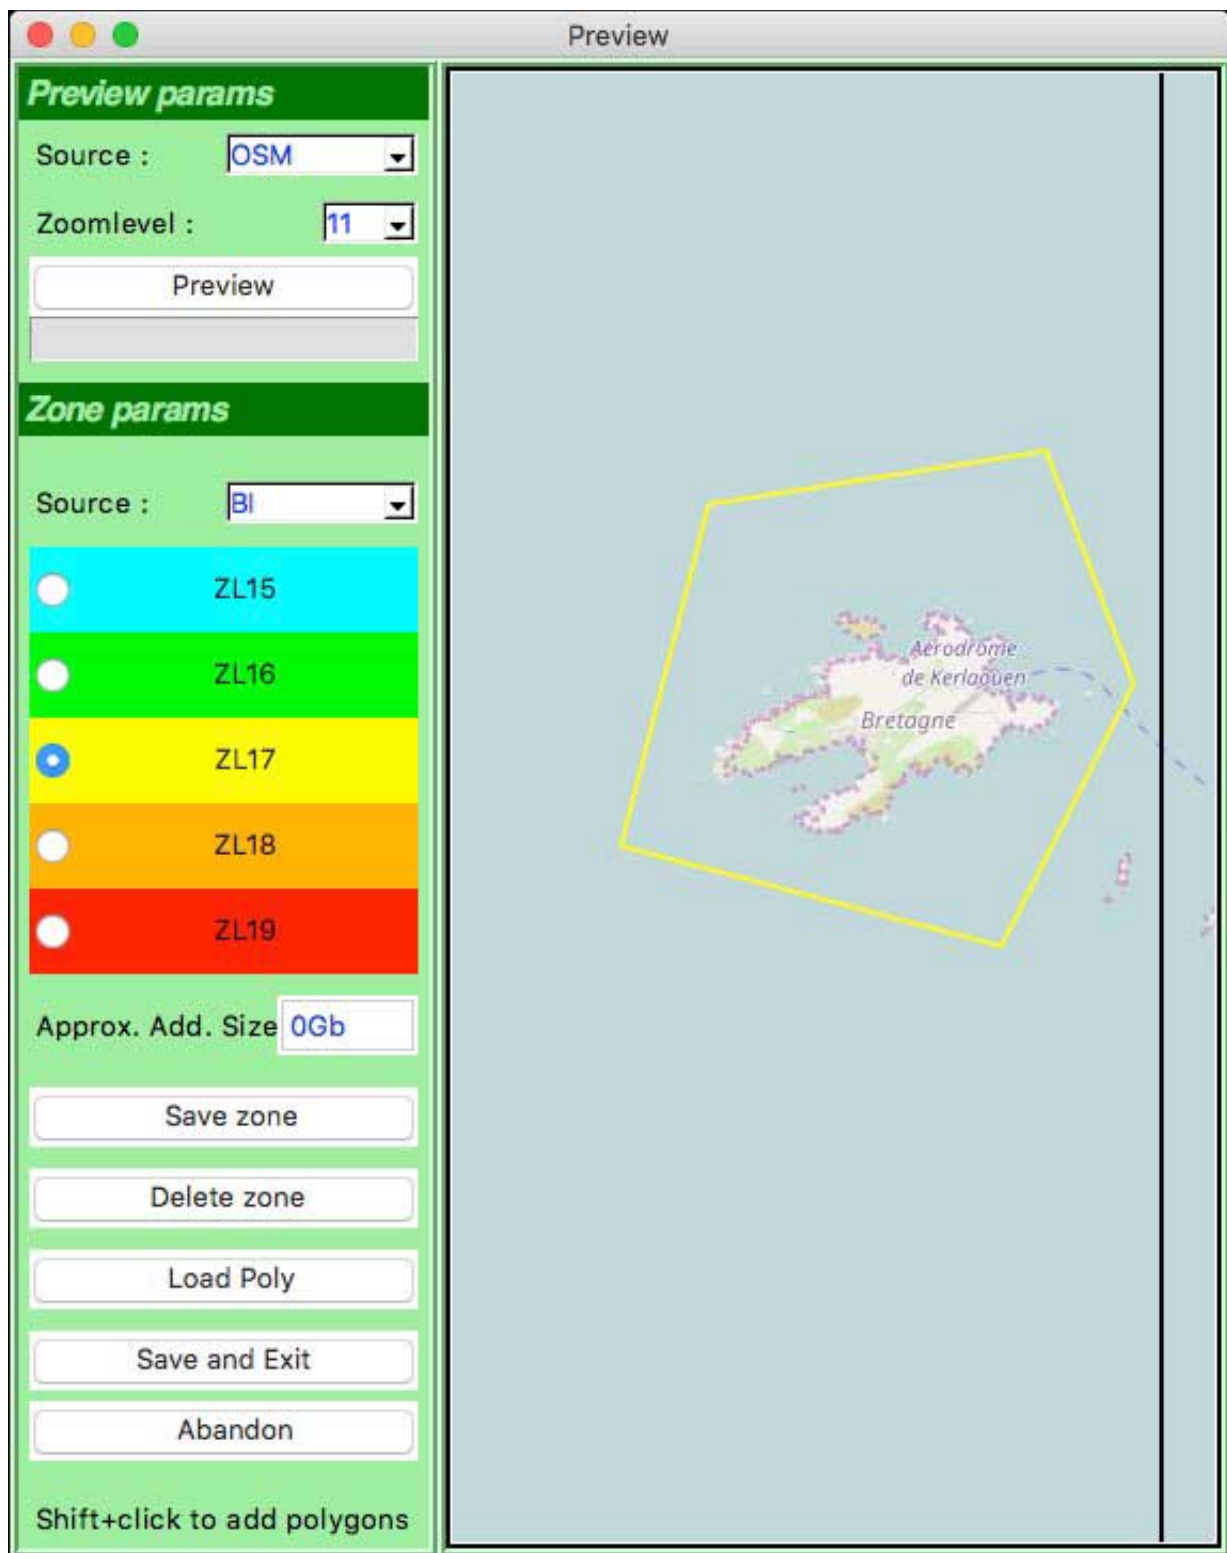 Preview
Preview params
Source : OSM
Zoomlevel : 11
Preview
Zone params
Source : BI
ZL15
ZL16
ZL17
ZL18
ZL19
Approx. Add. Size 0Gb
Save zone
Delete zone
Load Poly
Save and Exit
Abandon
Shift+click to add polygons
Aérodrome
de Kerlaouen
Bretagne